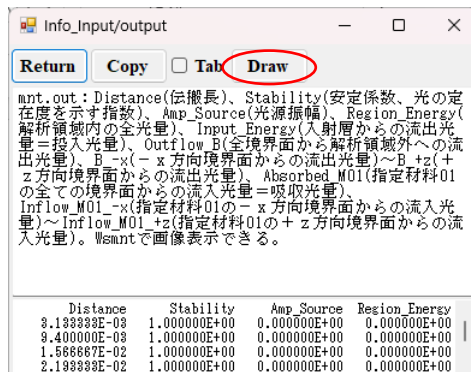 Info_Input/output
Return Copy Tab Draw
mnt.out：Distance(伝搬長)、Stability(安定係数、光の定
在度を示す指数)、Amp_Source(光源振幅)、Region_Energy(
解析領域内の全光量)、Input_Energy(入射層からの流出光
量＝投入光量)、Outflow_B(全境界面から解析領域外への流
出光量)、B_-x(－ｘ方向境界面からの流出光量)～B_+z(＋
ｚ方向境界面からの流出光量)、Absorbed_M01(指定材料01
の全ての境界面からの流入光量＝吸収光量)、
Inflow_M01_-x(指定材料01の－ｘ方向境界面からの流入光
量)～Inflow_M01_+z(指定材料01の＋ｚ方向境界面からの流
入光量)。Wsmntで画像表示できる。
Distance Stability Amp_Source Region_Energy
3.133333E-03 1.000000E+00 0.000000E+00 0.000000E+00
9.400000E-03 1.000000E+00 0.000000E+00 0.000000E+00
1.566667E-02 1.000000E+00 0.000000E+00 0.000000E+00
2.193333E-02 1.000000E+00 0.000000E+00 0.000000E+00